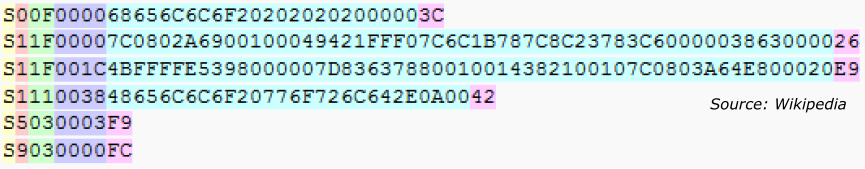 S00F000068656C6C6F202020202000003C
S11F00007C0802A6900100049421FFF07C6C1B787C8C23783C6000003863000026
S11F001C4BFFFFE5398000007D83637880010014382100107C0803A64E800020E9
S111003848656C6C6F20776F726C642E0A0042
Source: Wikipedia
S5030003F9
S9030000FC